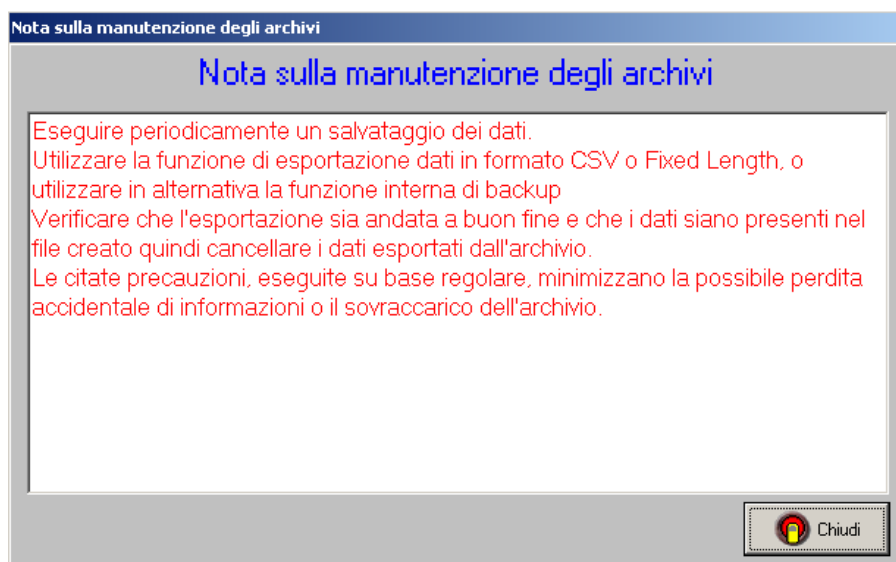 Nota sulla manutenzione degli archivi
Nota sulla manutenzione degli archivi
Eseguire periodicamente un salvataggio dei dati.
Utilizzare la funzione di esportazione dati in formato CSV o Fixed Length, o
utilizzare in alternativa la funzione interna di backup
Verificare che l'esportazione sia andata a buon fine e che i dati siano presenti nel
file creato quindi cancellare i dati esportati dall'archivio.
Le citate precauzioni, eseguite su base regolare, minimizzano la possibile perdita
accidentale di informazioni o il sovraccarico dell'archivio.
Chiudi